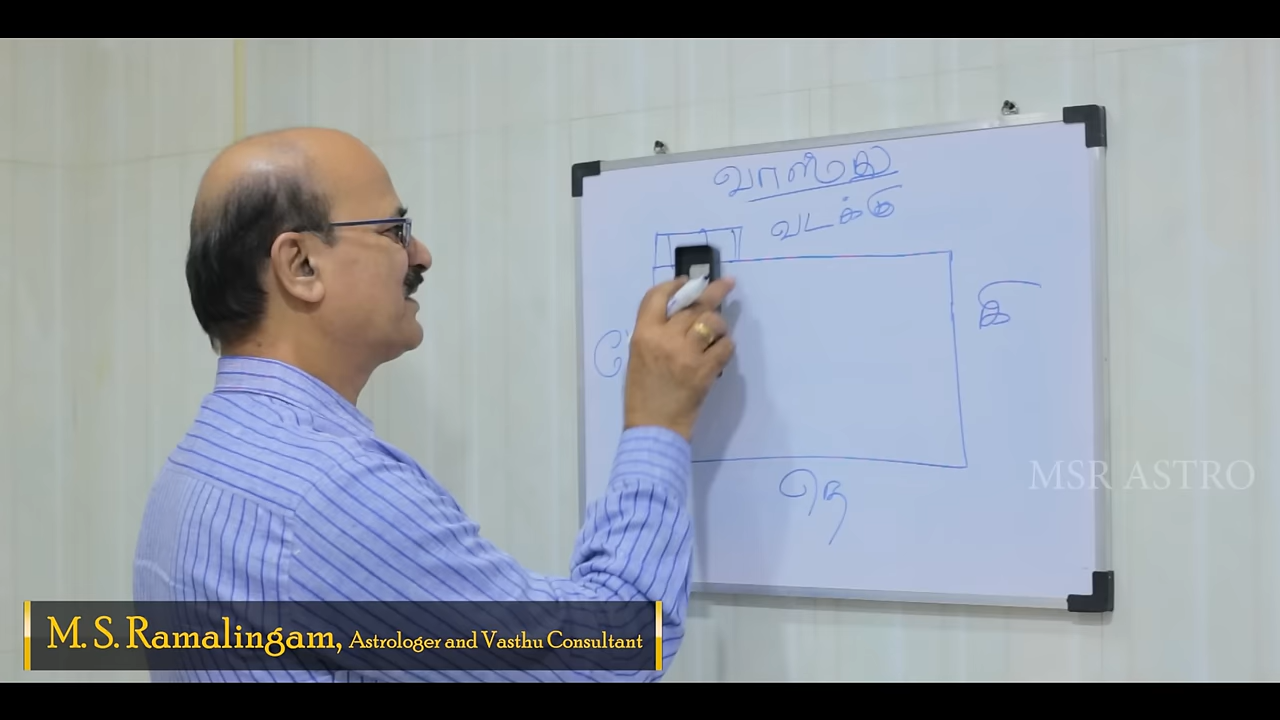 வாஸ்து
வடக்கு
கி
தெ
MSR ASTRO
M. S. Ramalingam, Astrologer and Vasthu Consultant